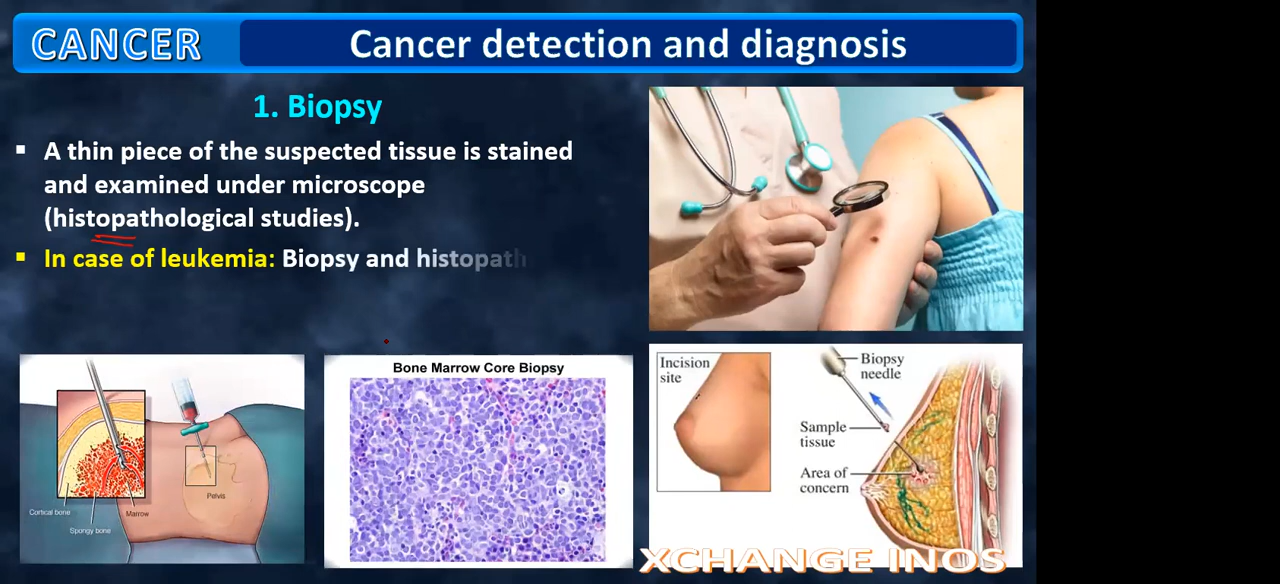 CANCER
Cancer detection and diagnosis
1. Biopsy
▪ A thin piece of the suspected tissue is stained
and examined under microscope
(histopathological studies).
▪ In case of leukemia: Biopsy and histopath
Cortical bone
Spongy bone
Marrow
Pelvis
Bone Marrow Core Biopsy
Incision
site
Biopsy
needle
Sample
tissue
Area of
concern
XCHANGE INOS